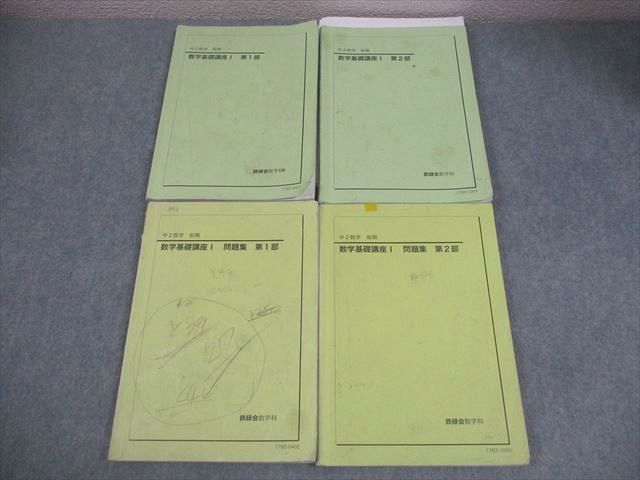 中2数学 前期
数学基礎講座Ⅰ 第1部
鉄緑会数学科
中2数学 後期
数学基礎講座Ⅰ 第2部
鉄緑会数学科
中2数学 前期
数学基礎講座Ⅰ 問題集 第1部
鉄緑会数学科
中2数学 後期
数学基礎講座Ⅰ 問題集 第2部
鉄緑会数学科